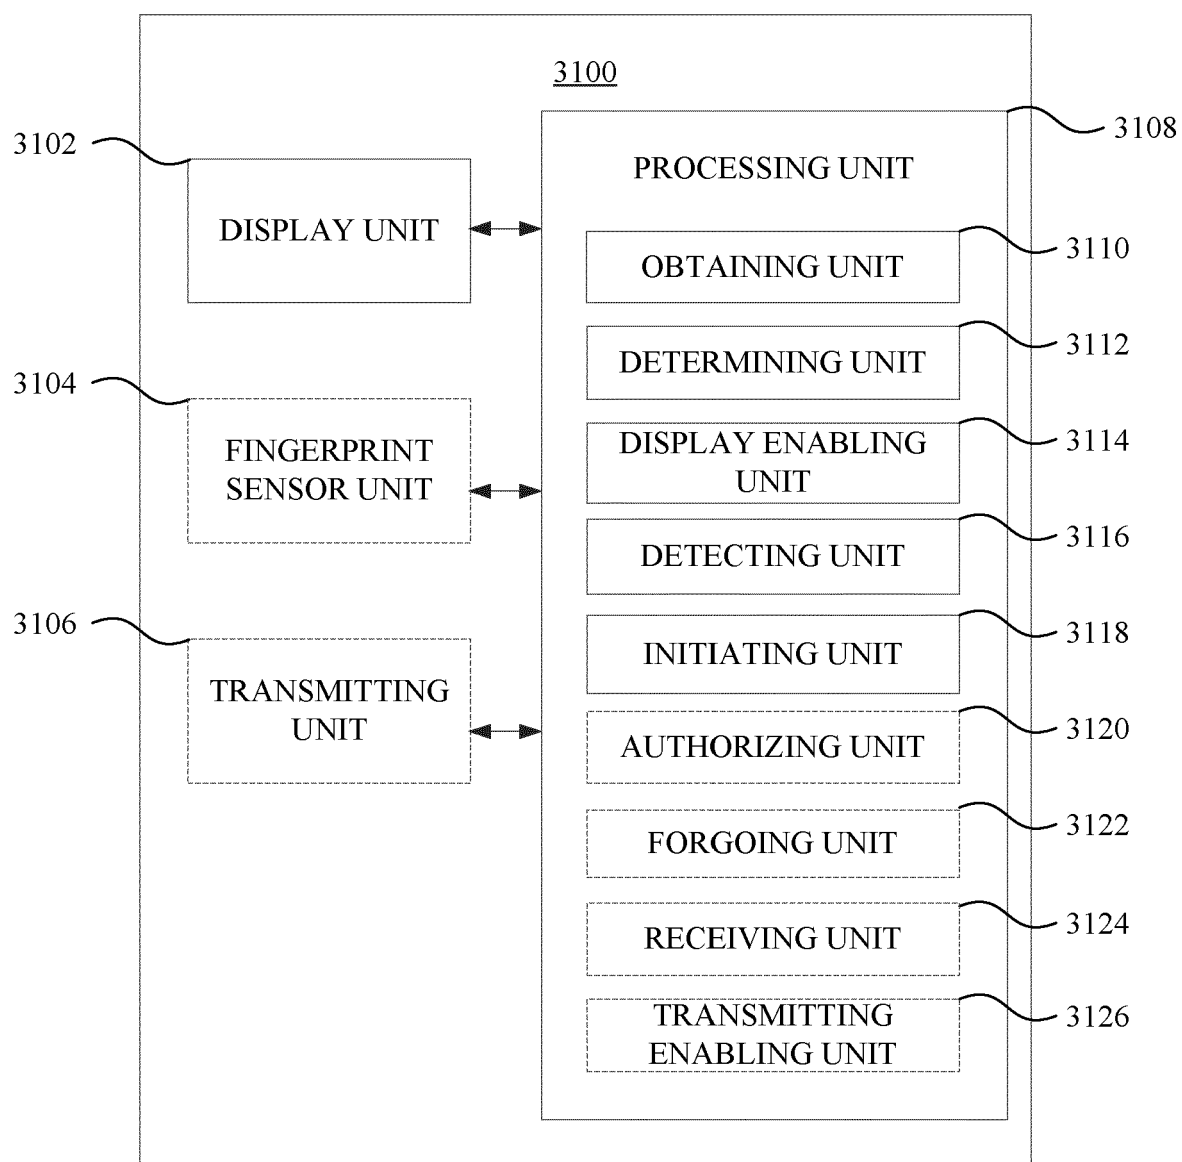 3100
3102
DISPLAY UNIT
3104
FINGERPRINT
SENSOR UNIT
3106
TRANSMITTING
UNIT
3108
PROCESSING UNIT
OBTAINING UNIT
3110
DETERMINING UNIT
3112
DISPLAY ENABLING
UNIT
3114
DETECTING UNIT
3116
INITIATING UNIT
3118
AUTHORIZING UNIT
3120
FORGOING UNIT
3122
RECEIVING UNIT
3124
TRANSMITTING
ENABLING UNIT
3126